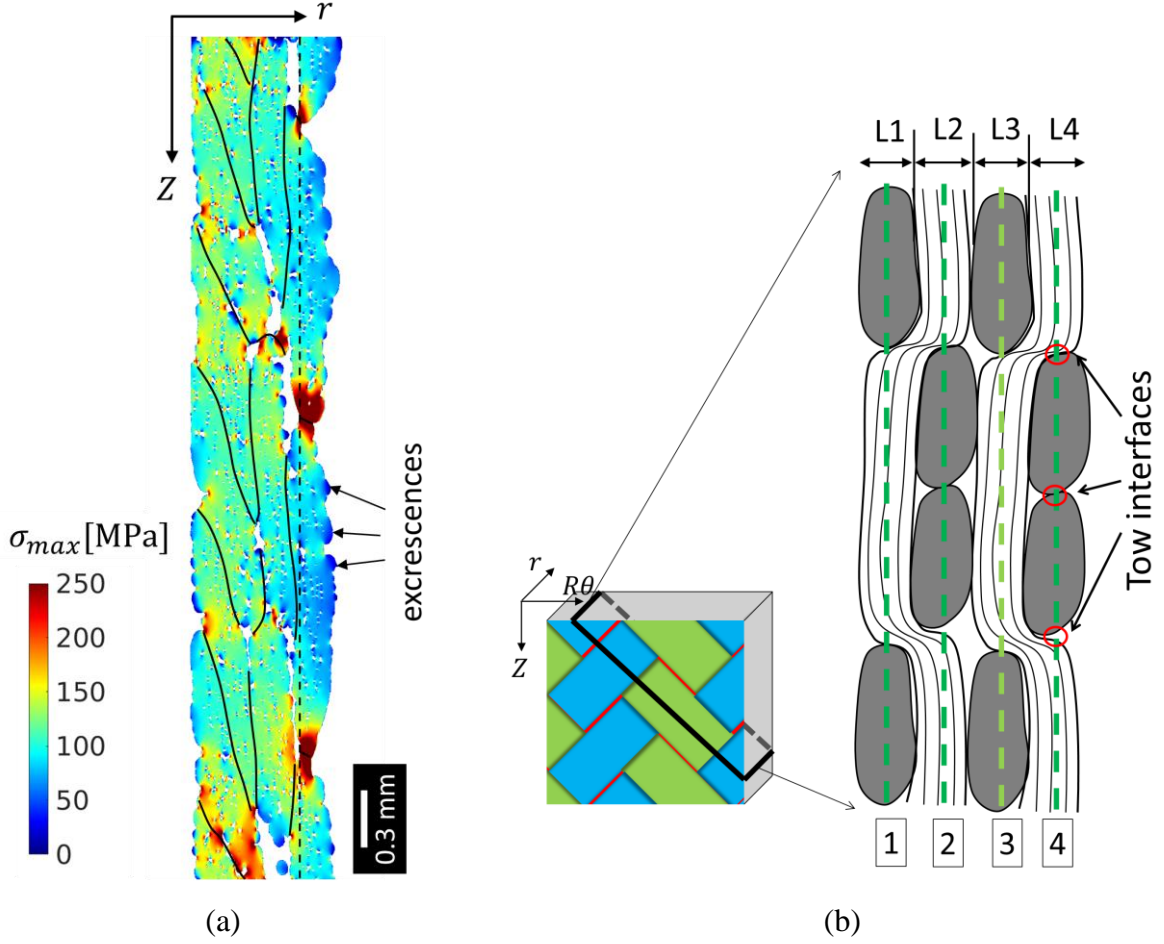 r
Z
σ_max[MPa]
250
200
150
100
50
0
excrescences
0.3 mm
(a)
L1 L2 L3 L4
Tow interfaces
r
Rθ
Z
1 2 3 4
(b)